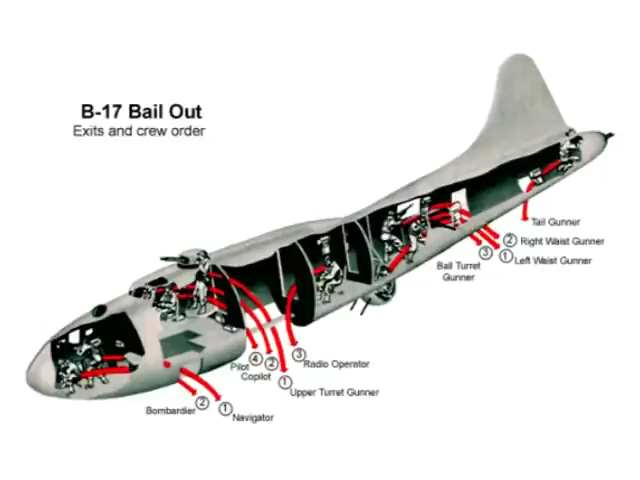 B-17 Bail Out
Exits and crew order
Tail Gunner
② Right Waist Gunner
① Left Waist Gunner
③
Ball Turret
Gunner
③ Radio Operator
Pilot ④
Copilot ②
① Upper Turret Gunner
Bombardier ②
① Navigator